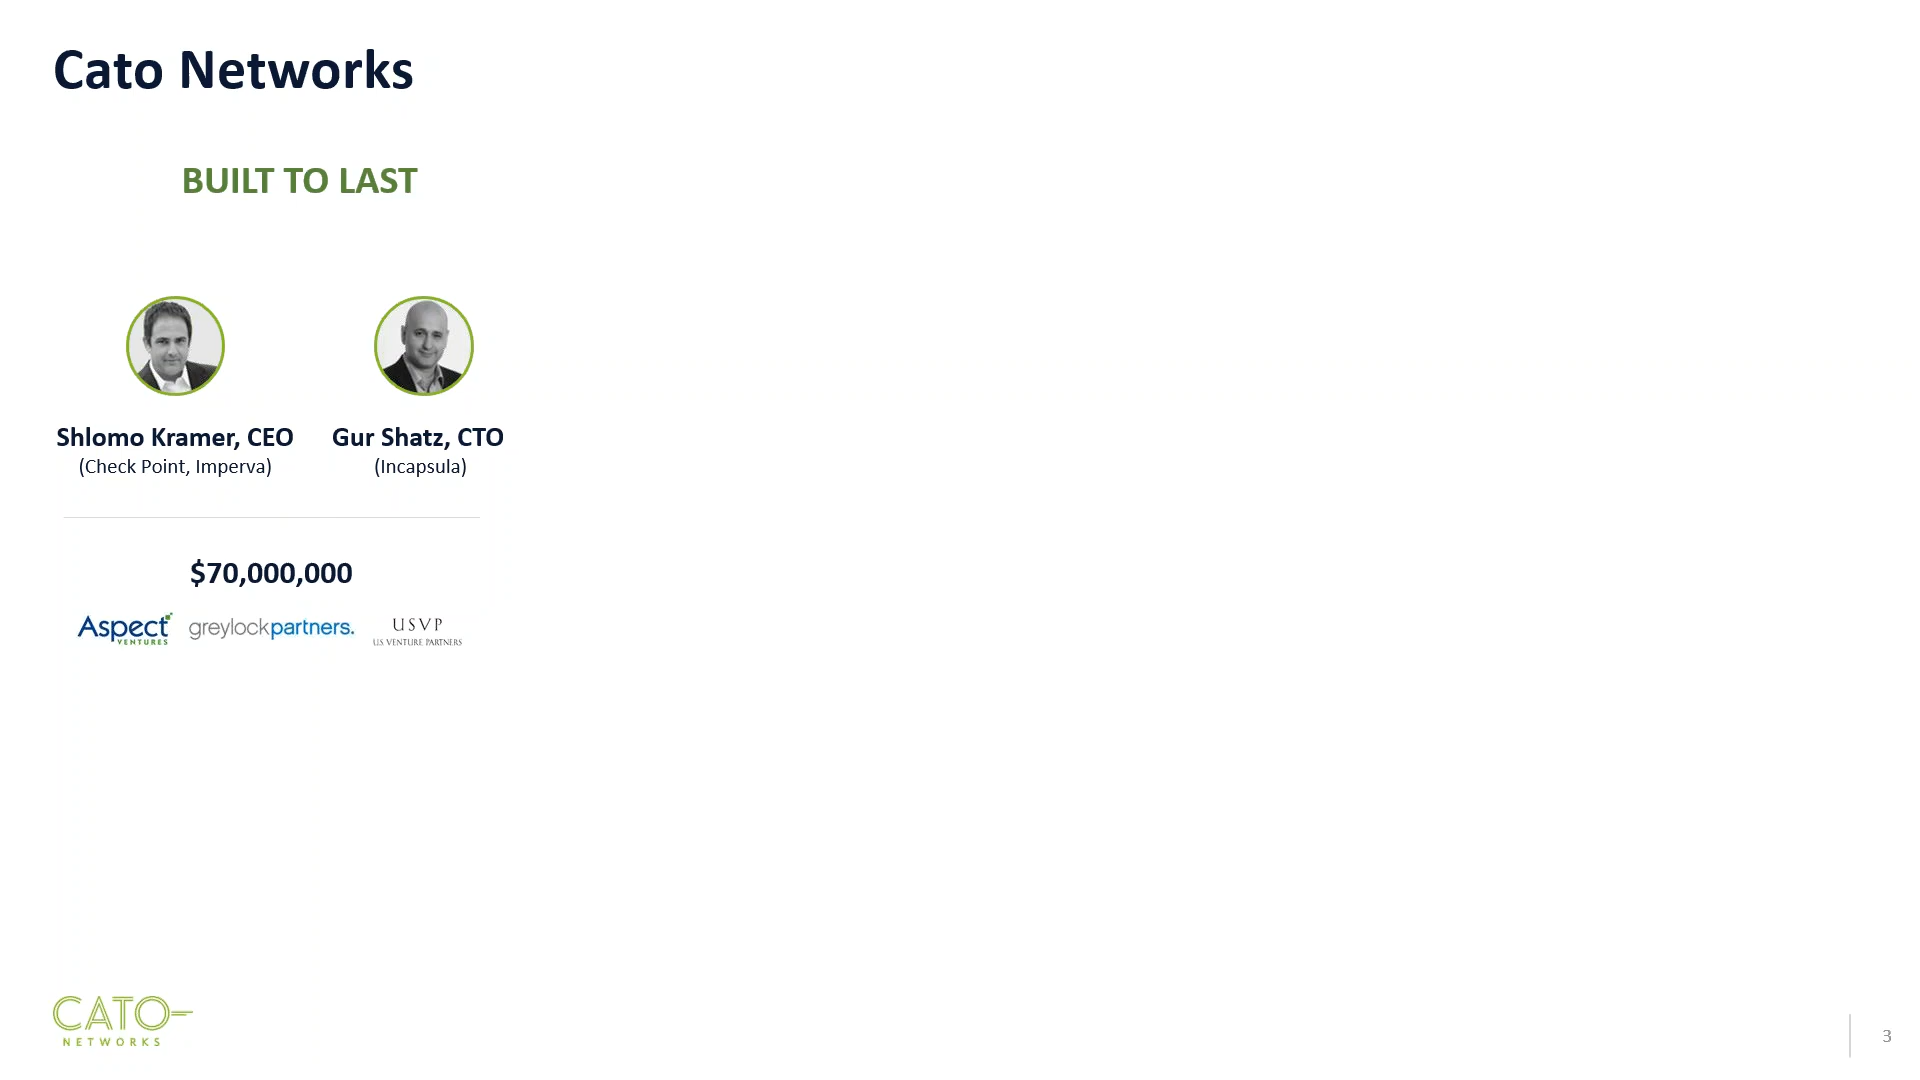 Cato Networks
BUILT TO LAST
Shlomo Kramer, CEO
(Check Point, Imperva)
Gur Shatz, CTO
(Incapsula)
$70,000,000
Aspect
VENTURES
greylockpartners.
USVP
U.S VENTURE PARTNERS
CATO
NETWORKS
3